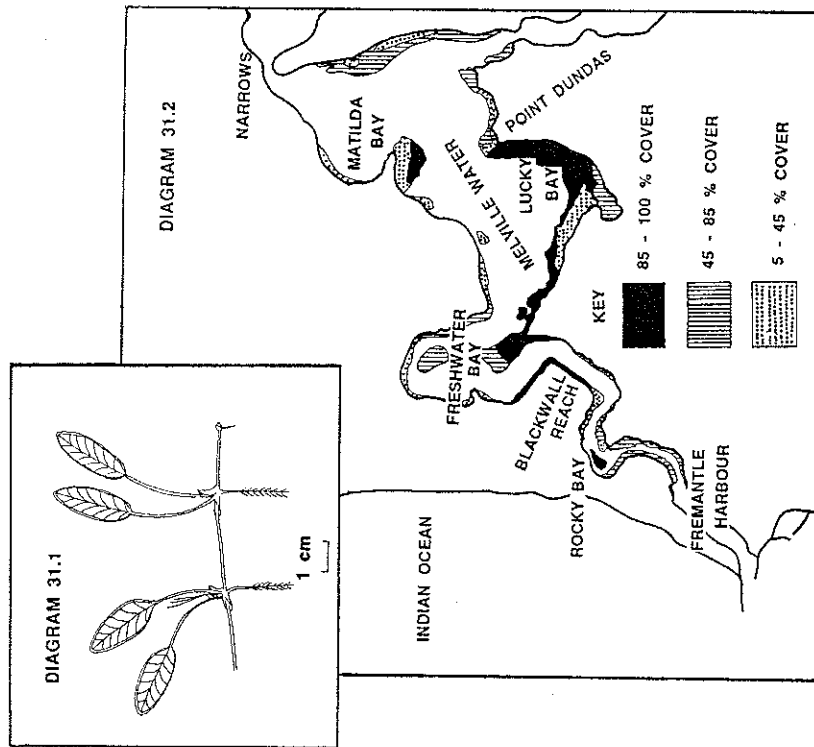 DIAGRAM 31.1
1 cm
DIAGRAM 31.2
NARROWS
MATILDA
BAY
MELVILLE WATER
POINT DUNDAS
LUCKY
BAY
FRESHWATER
BAY
BLACKWALL
REACH
ROCKY BAY
FREMANTLE
HARBOUR
INDIAN OCEAN
KEY
85 - 100 % COVER
45 - 85 % COVER
5 - 45 % COVER